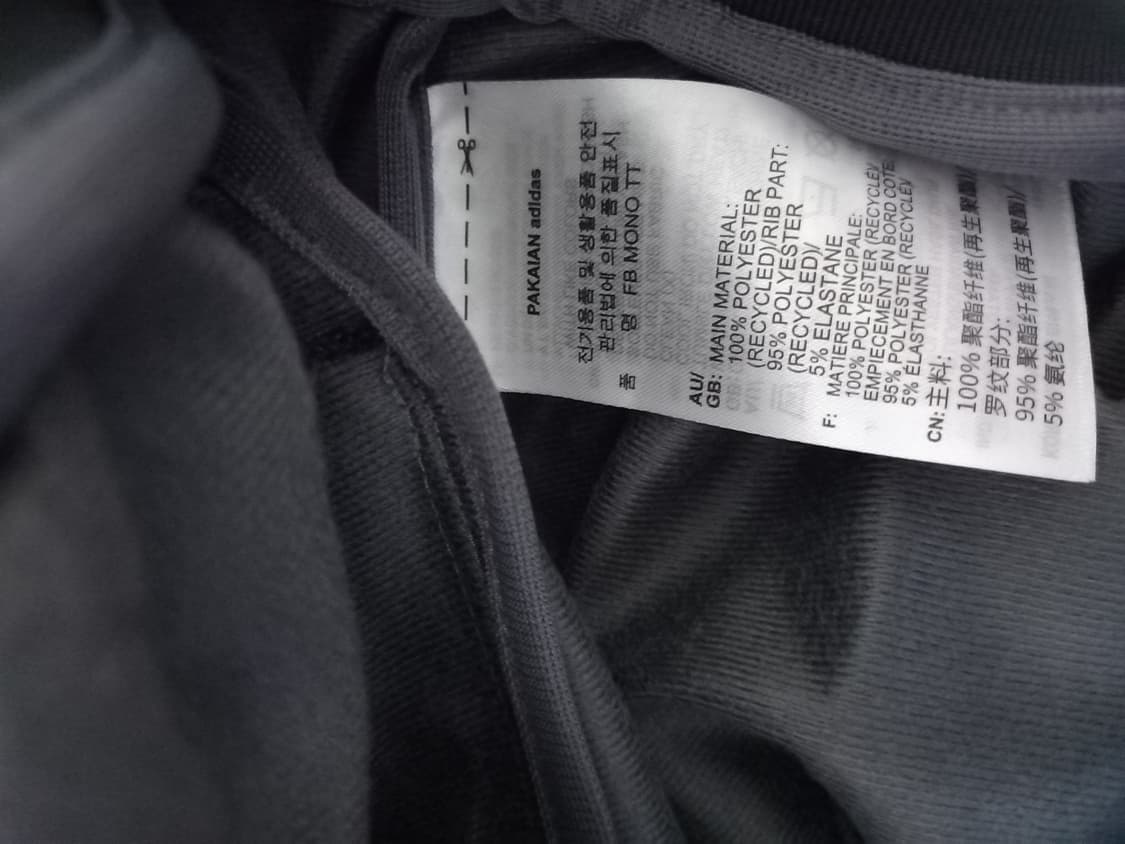 PAKAIAN adidas
전기용품 및 생활용품 안전
관리법에 의한 품질표시
품 명 FB MONO TT
AU/
GB: MAIN MATERIAL:
100% POLYESTER
(RECYCLED)/RIB PART:
95% POLYESTER
(RECYCLED)/
5% ELASTANE
F: MATIERE PRINCIPALE:
100% POLYESTER (RECYCLÉ)/
EMPIECEMENT EN BORD COTE:
95% POLYESTER (RECYCLÉ)/
5% ÉLASTHANNE
CN: 主料:
100% 聚酯纤维(再生聚酯)/
罗纹部分:
95% 聚酯纤维(再生聚酯)/
5% 氨纶